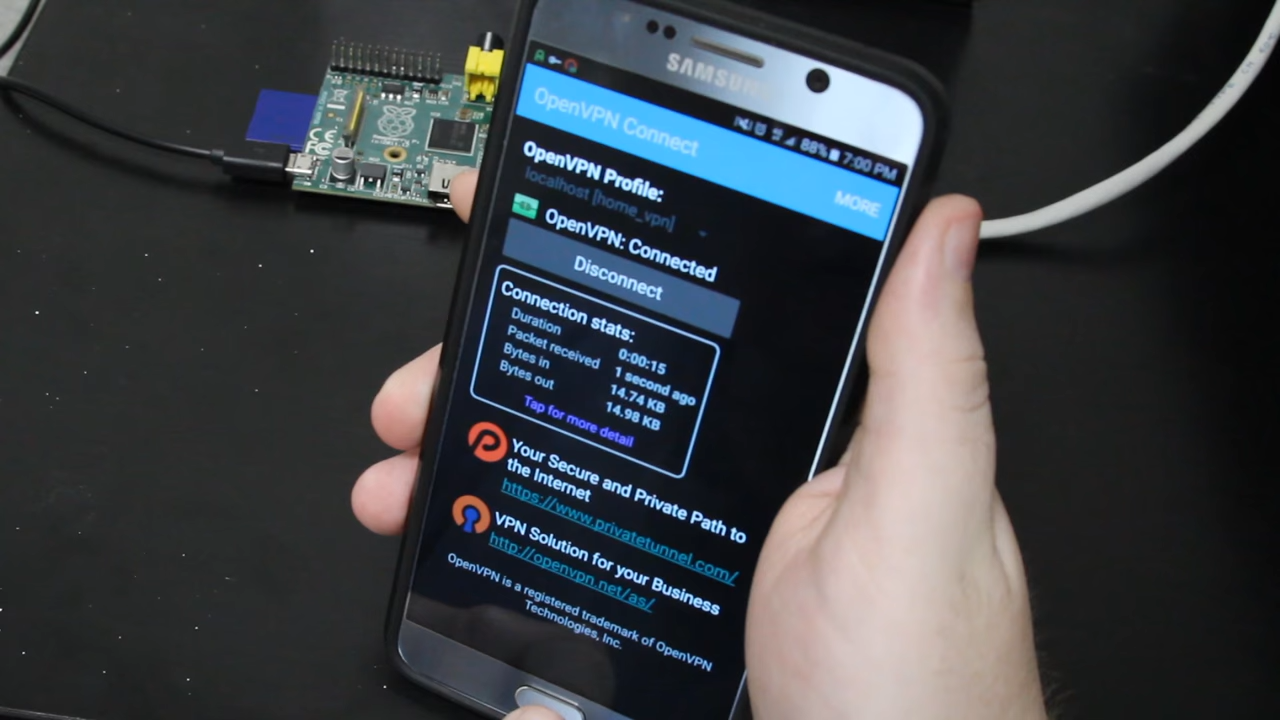 SAMSUNG
88% 7:00 PM
OpenVPN Connect
MORE
OpenVPN Profile:
localhost [home_vpn]
OpenVPN: Connected
Disconnect
Connection stats:
Duration 0:00:15
Packet received 1 second ago
Bytes in 14.74 KB
Bytes out 14.98 KB
Tap for more detail
Your Secure and Private Path to
the Internet
https://www.privatetunnel.com/
VPN Solution for your Business
http://openvpn.net/as/
OpenVPN is a registered trademark of OpenVPN
Technologies, Inc.
CE